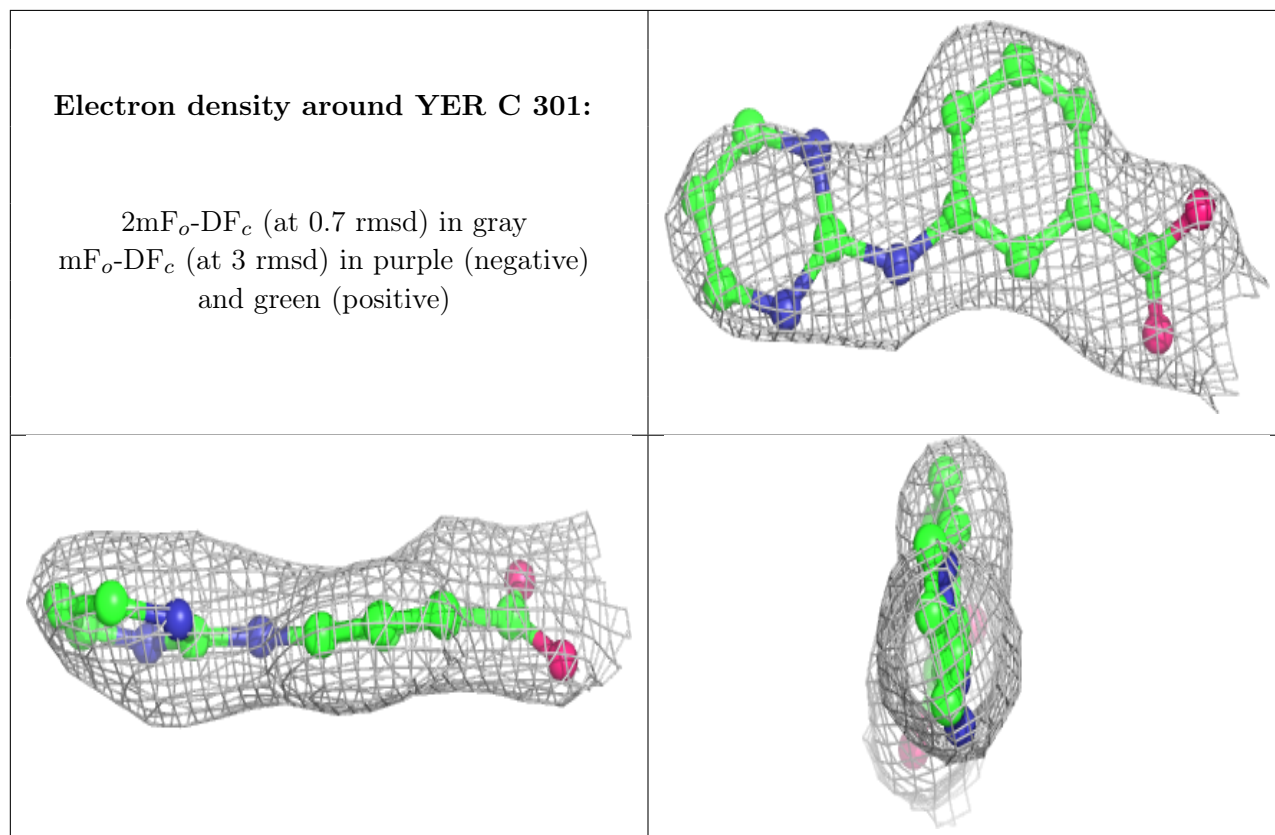 Electron density around YER C 301:
2mFo-DFc (at 0.7 rmsd) in gray
mFo-DFc (at 3 rmsd) in purple (negative)
and green (positive)